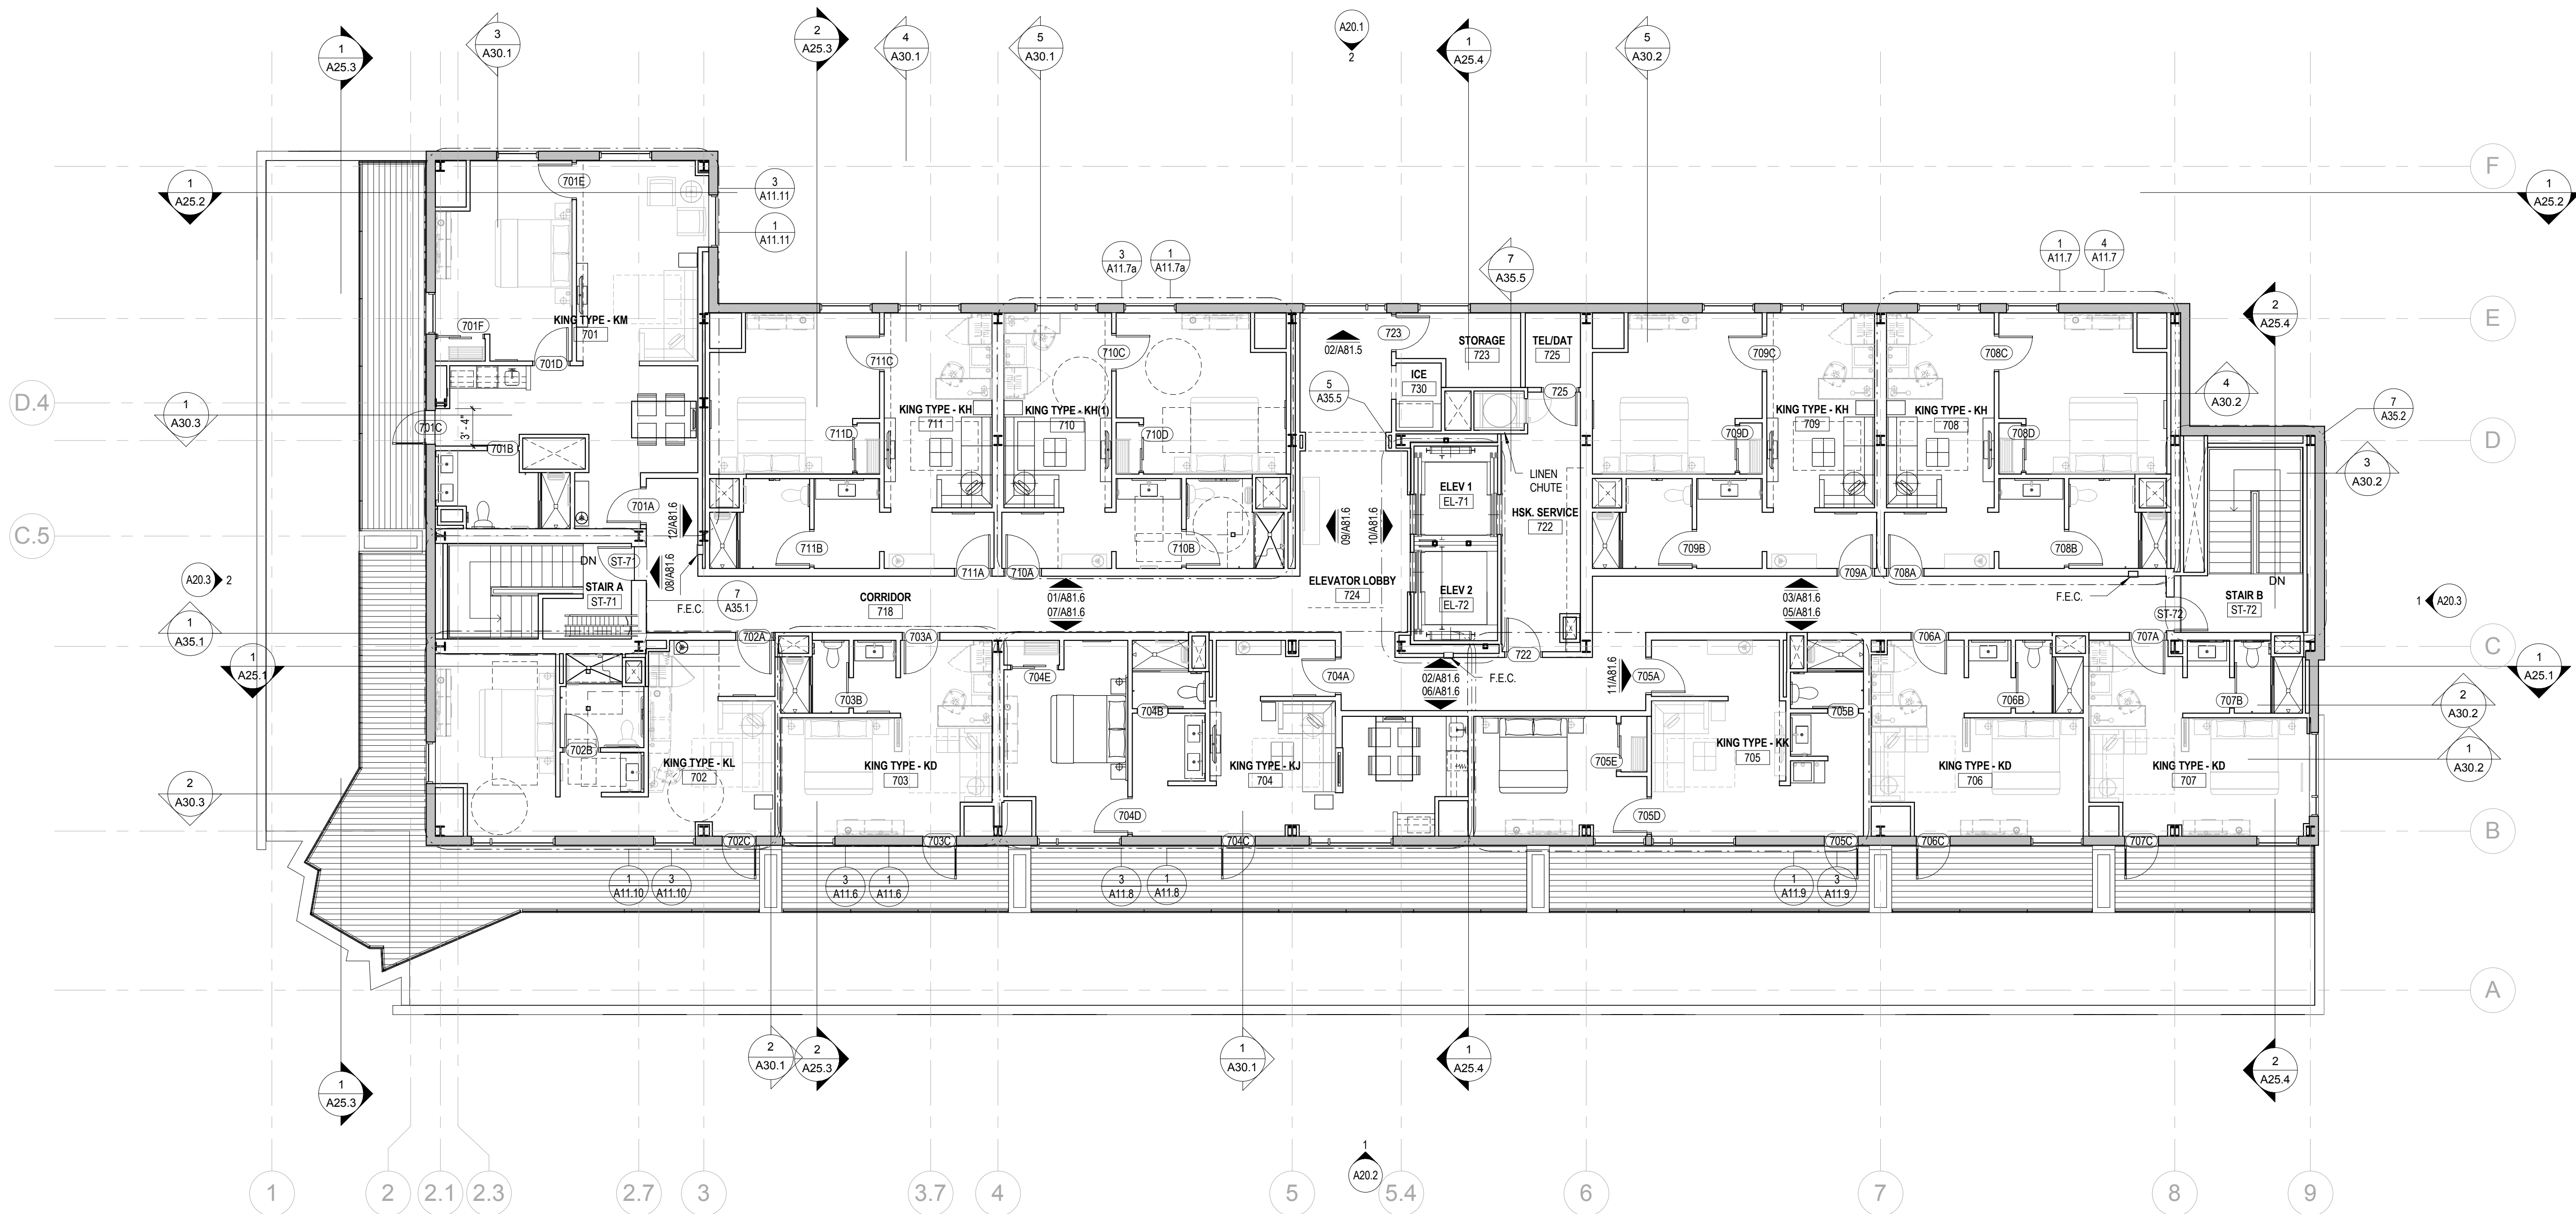 3
A30.1
1
A25.3
2
A25.3
4
A30.1
5
A30.1
A20.1
2
1
A25.4
5
A30.2
F
1
A25.2
701E
3
A11.11
1
A25.2
1
A11.11
3
A11.7a
1
A11.7a
7
A35.5
1
A11.7
4
A11.7
E
2
A25.4
701F
KING TYPE - KM
701
701D
711C
710C
02/A81.5
723
STORAGE
723
TEL/DAT
725
709C
708C
ICE
730
5
A35.5
725
D.4
1
A30.3
701C
3' - 4"
KING TYPE - KH
711
KING TYPE - KH(1)
710
KING TYPE - KH
709
KING TYPE - KH
708
4
A30.2
7
A35.2
711D
710D
709D
708D
D
701B
LINEN
CHUTE
3
A30.2
ELEV 1
EL-71
701A
12/A81.6
09/A81.6
10/A81.6
HSK. SERVICE
722
C.5
711B
710B
709B
708B
DN
ST-71
08/A81.6
A20.3
2
STAIR A
ST-71
711A
710A
709A
708A
ELEVATOR LOBBY
724
ELEV 2
EL-72
DN
F.E.C.
7
A35.1
CORRIDOR
718
01/A81.6
07/A81.6
03/A81.6
05/A81.6
F.E.C.
STAIR B
ST-72
ST-72
1
A20.3
1
A35.1
702A
703A
722
706A
707A
C
1
A25.1
704E
704A
02/A81.6
06/A81.6
F.E.C.
11/A81.6
705A
1
A25.1
703B
704B
705B
706B
707B
2
A30.2
702B
KING TYPE - KL
702
KING TYPE - KD
703
KING TYPE - KJ
704
705E
KING TYPE - KK
705
KING TYPE - KD
706
KING TYPE - KD
707
1
A30.2
2
A30.3
704D
705D
B
702C
703C
704C
705C
706C
707C
1
A11.10
3
A11.10
3
A11.6
1
A11.6
3
A11.8
1
A11.8
1
A11.9
3
A11.9
A
2
A30.1
2
A25.3
1
A30.1
1
A25.4
2
A25.4
1
A25.3
1
A20.2
1
2
2.1
2.3
2.7
3
3.7
4
5
5.4
6
7
8
9